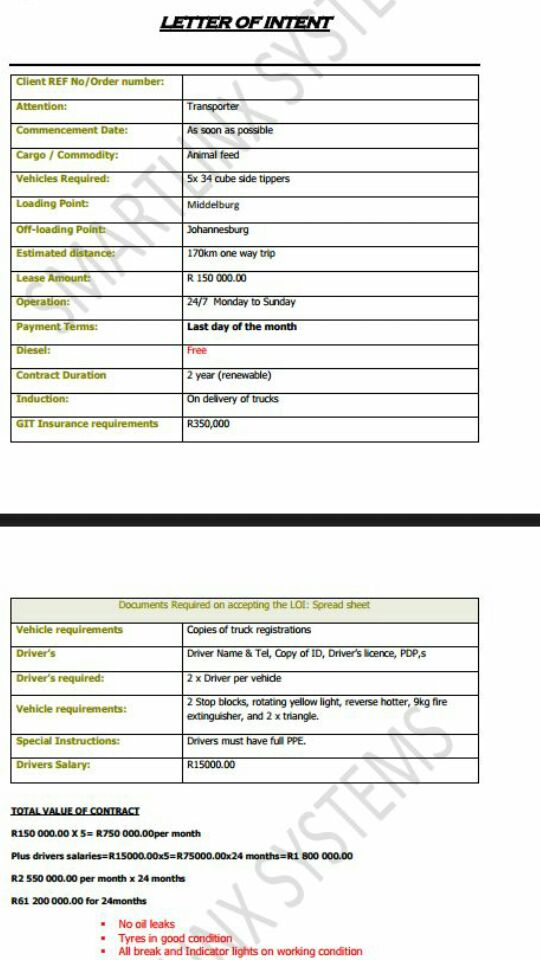 LETTER OF INTENT
Client REF No/Order number:
Attention: Transporter
Commencement Date: As soon as possible
Cargo / Commodity: Animal feed
Vehicles Required: 5x 34 cube side tippers
Loading Point: Middelburg
Off-loading Point: Johannesburg
Estimated distance: 170km one way trip
Lease Amount: R 150 000.00
Operation: 24/7 Monday to Sunday
Payment Terms: Last day of the month
Diesel: Free
Contract Duration 2 year (renewable)
Induction: On delivery of trucks
GIT Insurance requirements R350,000
SMARTLINX SYSTEMS
Documents Required on accepting the LOI: Spread sheet
Vehicle requirements Copies of truck registrations
Driver's Driver Name & Tel, Copy of ID, Driver's licence, PDP,s
Driver's required: 2 x Driver per vehicle
Vehicle requirements: 2 Stop blocks, rotating yellow light, reverse hotter, 9kg fire
extinguisher, and 2 x triangle.
Special Instructions: Drivers must have full PPE.
Drivers Salary: R15000.00
TOTAL VALUE OF CONTRACT
R150 000.00 X 5= R750 000.00per month
Plus drivers salaries=R15000.00x5=R75000.00x24 months=R1 800 000.00
R2 550 000.00 per month x 24 months
R61 200 000.00 for 24months
▪ No oil leaks
▪ Tyres in good condition
▪ All break and Indicator lights on working condition
NX SYSTEMS